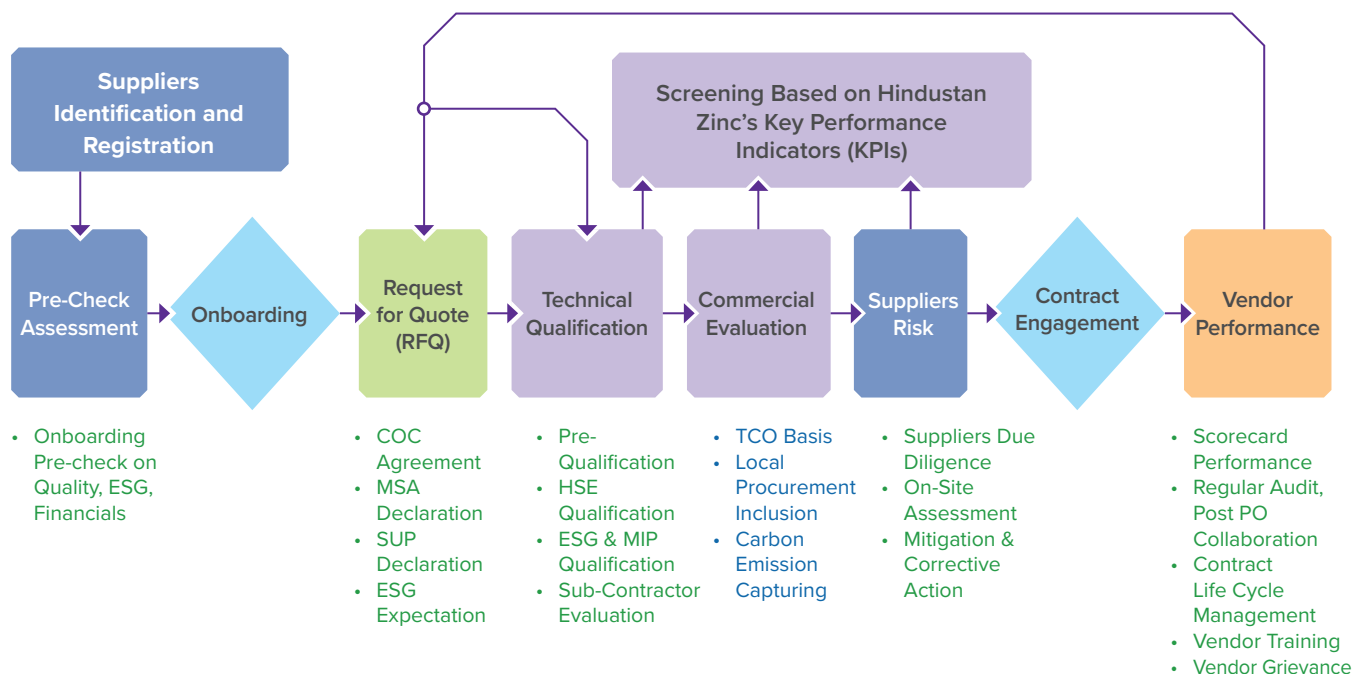 Suppliers
Identification and
Registration
Screening Based on Hindustan
Zinc's Key Performance
Indicators (KPIs)
Pre-Check
Assessment
Onboarding
Request
for Quote
(RFQ)
Technical
Qualification
Commercial
Evaluation
Suppliers
Risk
Contract
Engagement
Vendor
Performance
• Onboarding
Pre-check on
Quality, ESG,
Financials
• COC
Agreement
• MSA
Declaration
• SUP
Declaration
• ESG
Expectation
• Pre-
Qualification
• HSE
Qualification
• ESG & MIP
Qualification
• Sub-Contractor
Evaluation
• TCO Basis
• Local
Procurement
Inclusion
• Carbon
Emission
Capturing
• Suppliers Due
Diligence
• On-Site
Assessment
• Mitigation &
Corrective
Action
• Scorecard
Performance
• Regular Audit,
Post PO
Collaboration
• Contract
Life Cycle
Management
• Vendor Training
• Vendor Grievance